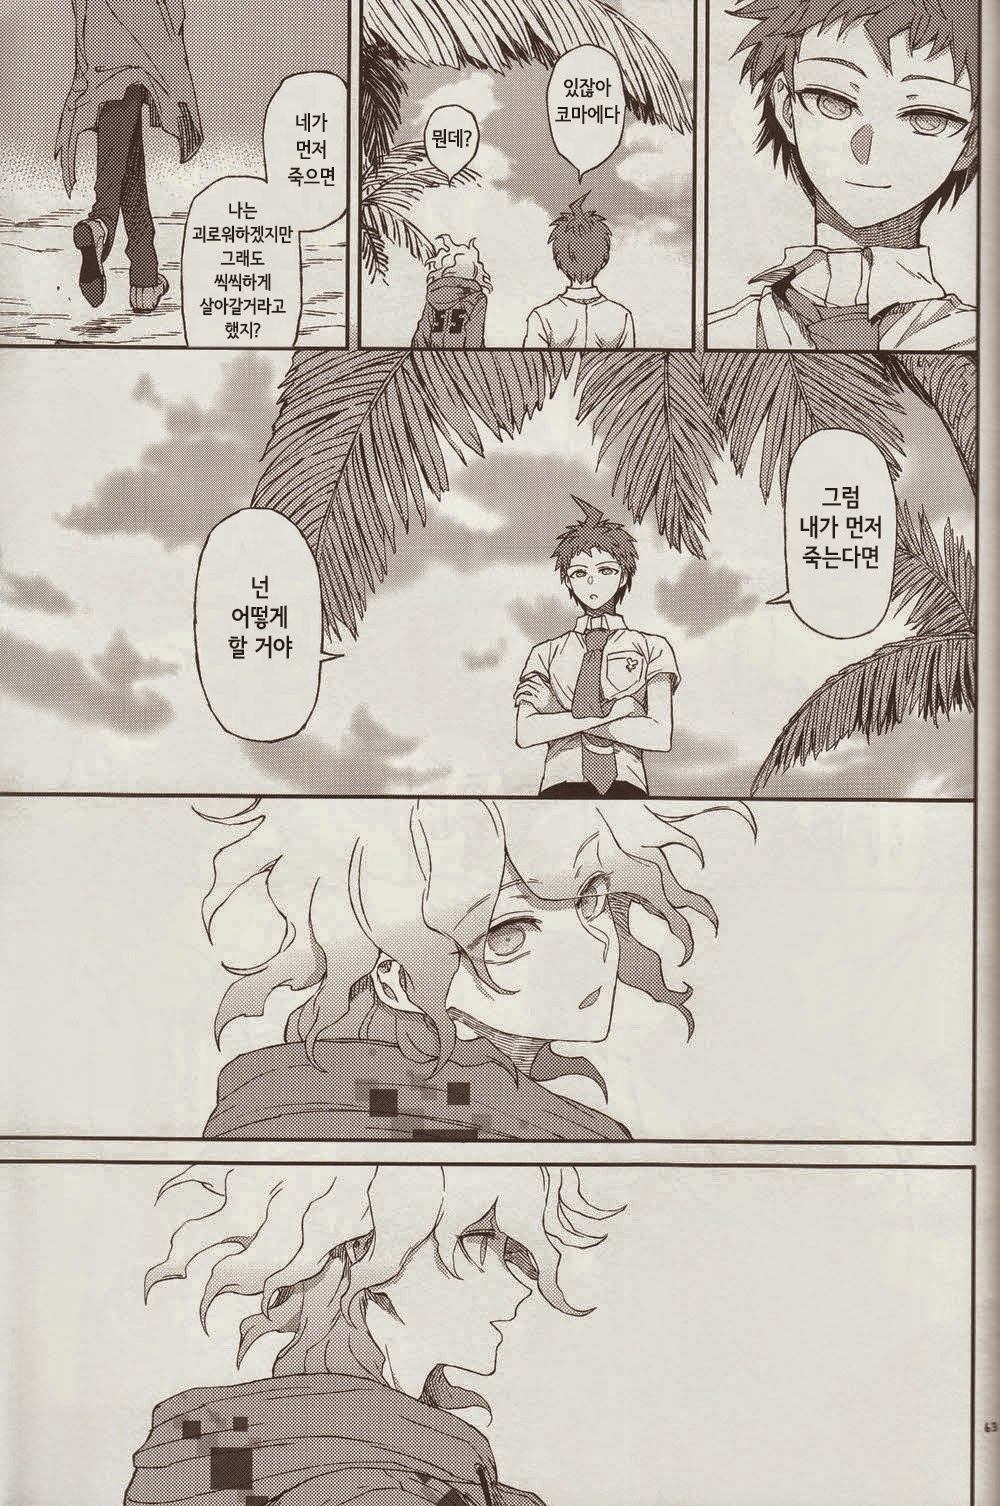 있잖아
코마에다
뭔데?
네가
먼저
죽으면
나는
괴로워하겠지만
그래도
씩씩하게
살아갈거라고
했지?
그럼
내가 먼저
죽는다면
넌
어떻게
할 거야
55
63